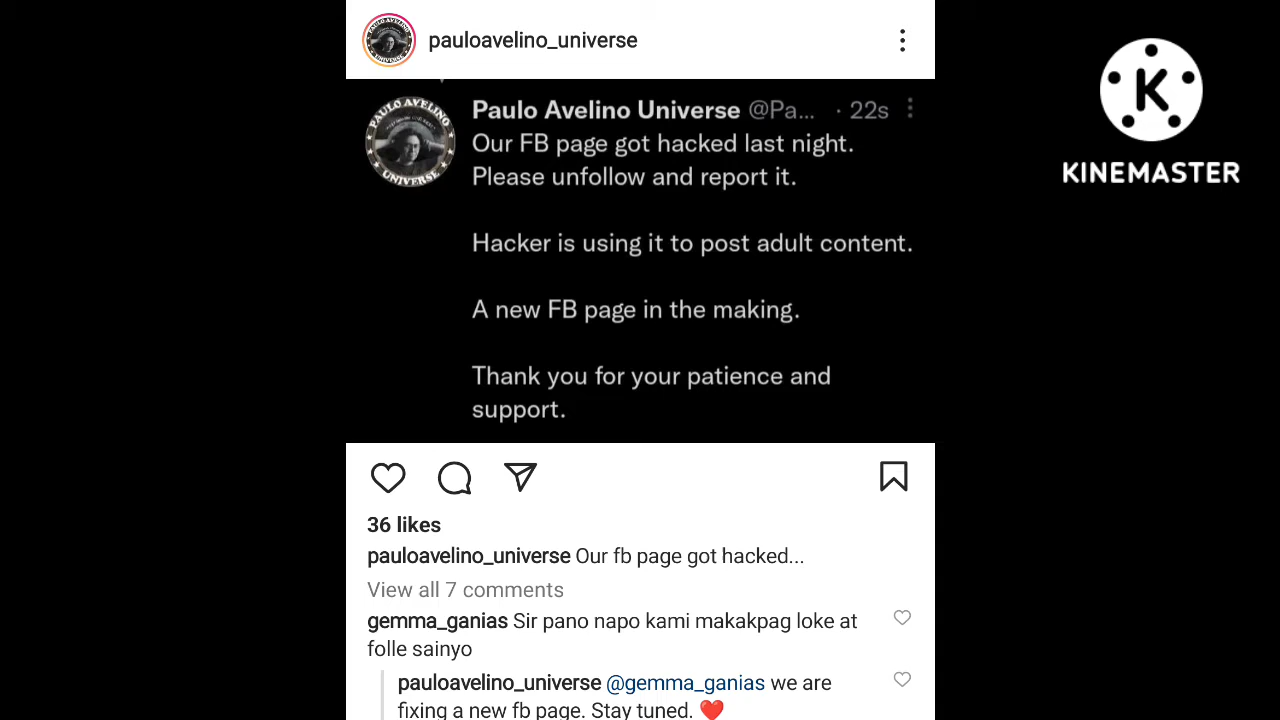 pauloavelino_universe
K
KINEMASTER
PAULO AVELINO
UNIVERSE
Paulo Avelino Universe @Pa... · 22s
Our FB page got hacked last night.
Please unfollow and report it.
Hacker is using it to post adult content.
A new FB page in the making.
Thank you for your patience and
support.
36 likes
pauloavelino_universe Our fb page got hacked...
View all 7 comments
gemma_ganias Sir pano napo kami makakpag loke at
folle sainyo
pauloavelino_universe @gemma_ganias we are
fixing a new fb page. Stay tuned. ❤️